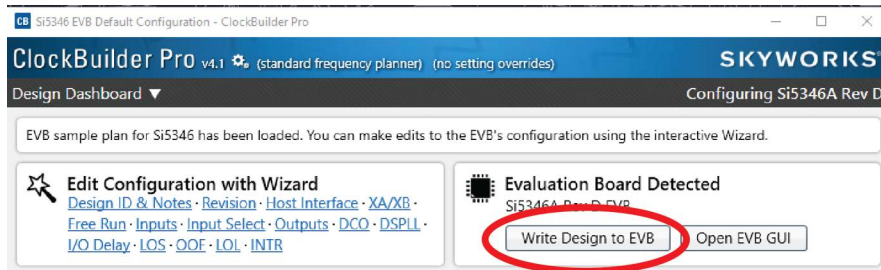 CB Si5346 EVB Default Configuration - ClockBuilder Pro
ClockBuilder Pro v4.1 (standard frequency planner) (no setting overrides) SKYWORKS
Design Dashboard ▼ Configuring Si5346A Rev D
EVB sample plan for Si5346 has been loaded. You can make edits to the EVB's configuration using the interactive Wizard.
Edit Configuration with Wizard
Design ID & Notes · Revision · Host Interface · XA/XB ·
Free Run · Inputs · Input Select · Outputs · DCO · DSPLL ·
I/O Delay · LOS · OOF · LOL · INTR
Evaluation Board Detected
Si5346A Rev D EVB
Write Design to EVB Open EVB GUI